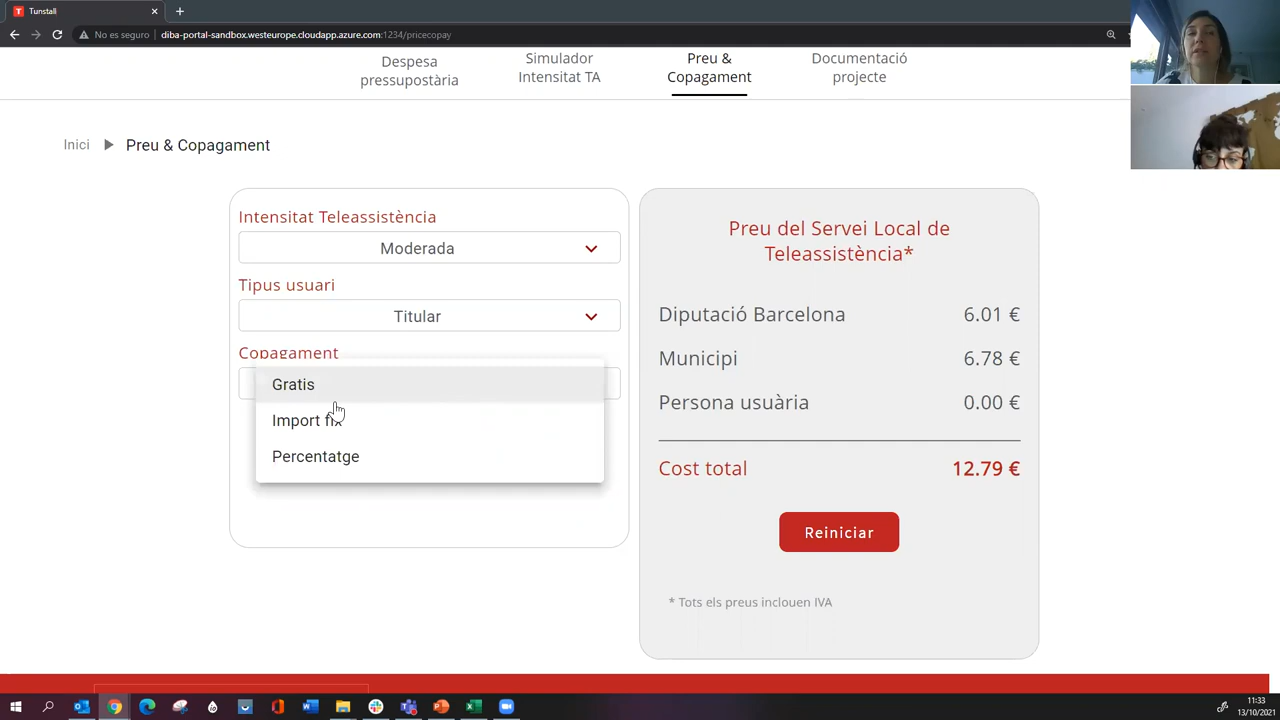 Tunstall
No es seguro
diba-portal-sandbox.westeurope.cloudapp.azure.com:1234/pricecopay
Despesa
pressupostària
Simulador
Intensitat TA
Preu &
Copagament
Documentació
projecte
Inici
Preu & Copagament
Intensitat Teleassistència
Moderada
Tipus usuari
Titular
Copagament
Gratis
Import fix
Percentatge
Preu del Servei Local de
Teleassistència*
Diputació Barcelona 6.01 €
Municipi 6.78 €
Persona usuària 0.00 €
Cost total 12.79 €
Reiniciar
* Tots els preus inclouen IVA
11:33
13/10/2021